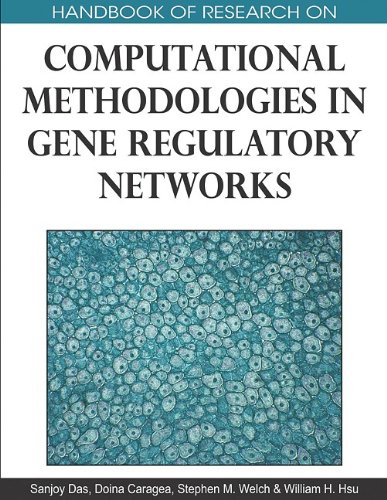 HANDBOOK OF RESEARCH ON
COMPUTATIONAL
METHODOLOGIES IN
GENE REGULATORY
NETWORKS
Sanjoy Das, Doina Caragea, Stephen M. Welch & William H. Hsu